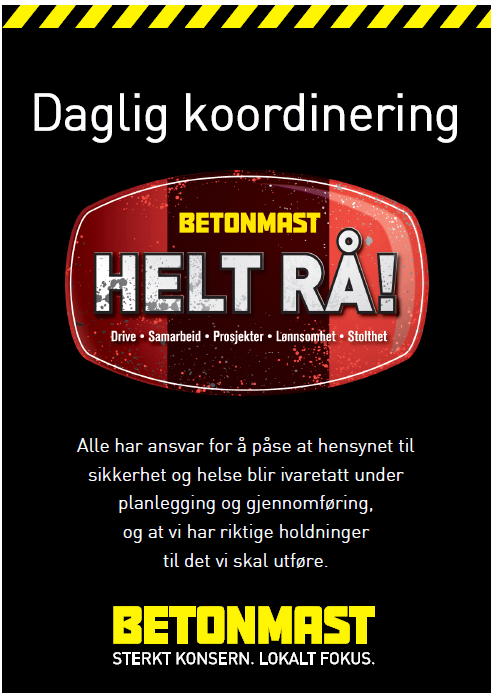 Daglig koordinering
BETONMAST
HELT RÅ!
Drive • Samarbeid • Prosjekter • Lønnsomhet • Stolthet
Alle har ansvar for å påse at hensynet til
sikkerhet og helse blir ivaretatt under
planlegging og gjennomføring,
og at vi har riktige holdninger
til det vi skal utføre.
BETONMAST
STERKT KONSERN. LOKALT FOKUS.